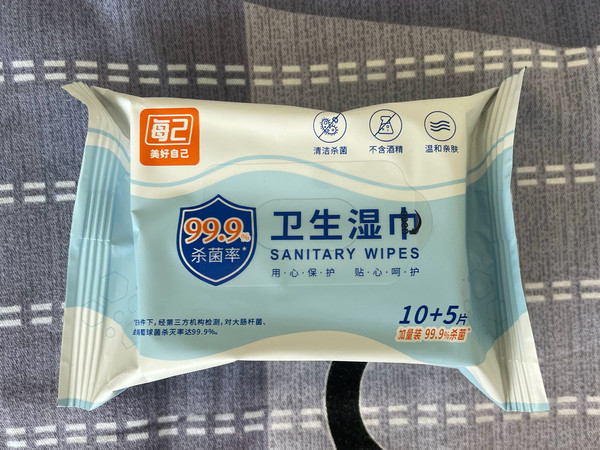 每己
美好自己
清洁杀菌
不含酒精
温和亲肤
99.9%
杀菌率*
卫生湿巾
SANITARY WIPES
用·心·保·护 贴·心·呵·护
件下，经第三方机构检测，对大肠杆菌、
球菌杀灭率达99.9%。
10+5片
加量装 99.9%杀菌*